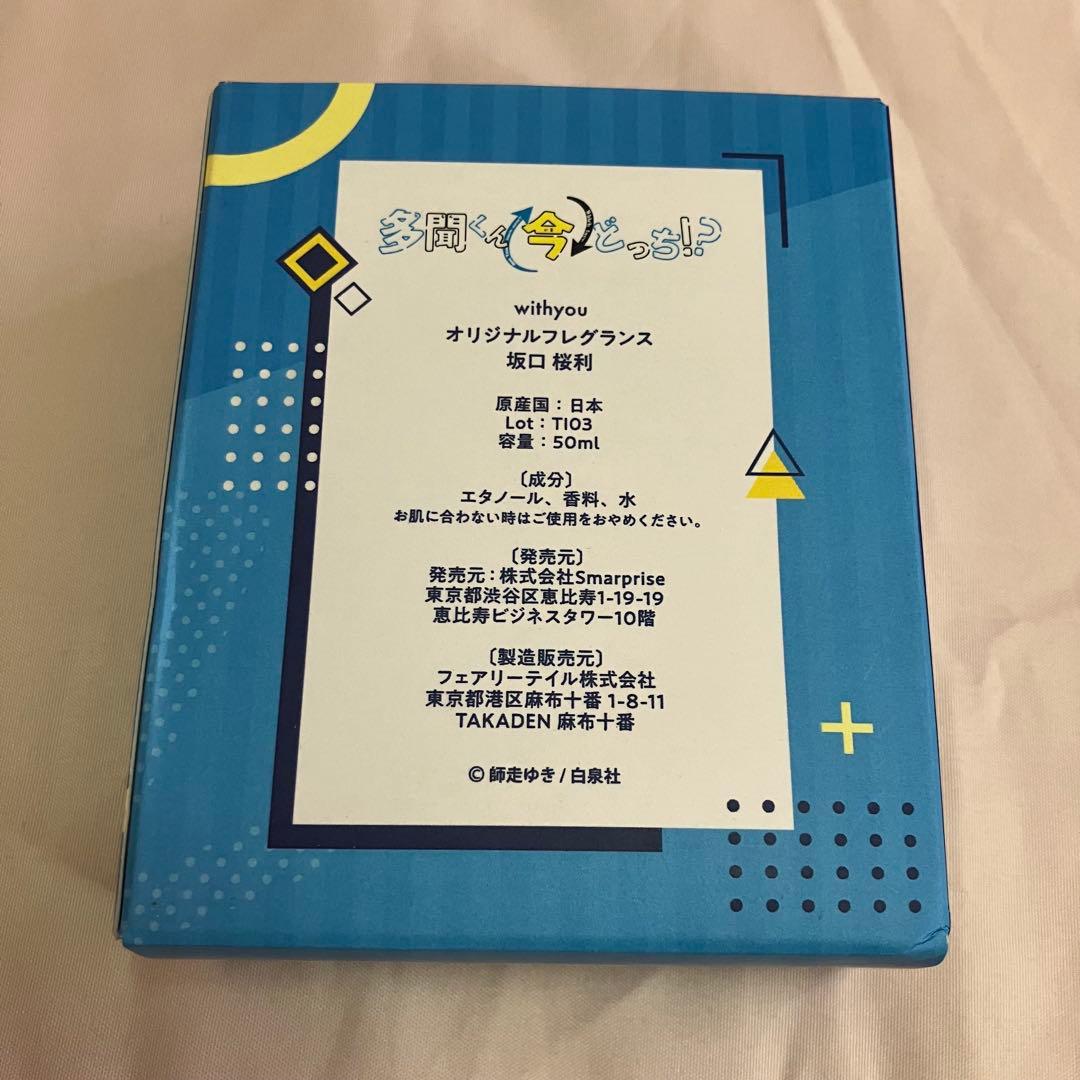 多聞くん今どっち!?
withyou
オリジナルフレグランス
坂口 桜利
原産国：日本
Lot：TI03
容量：50ml
〔成分〕
エタノール、香料、水
お肌に合わない時はご使用をおやめください。
〔発売元〕
発売元：株式会社Smarprise
東京都渋谷区恵比寿1-19-19
恵比寿ビジネスタワー10階
〔製造販売元〕
フェアリーテイル株式会社
東京都港区麻布十番 1-8-11
TAKADEN 麻布十番
© 師走ゆき / 白泉社